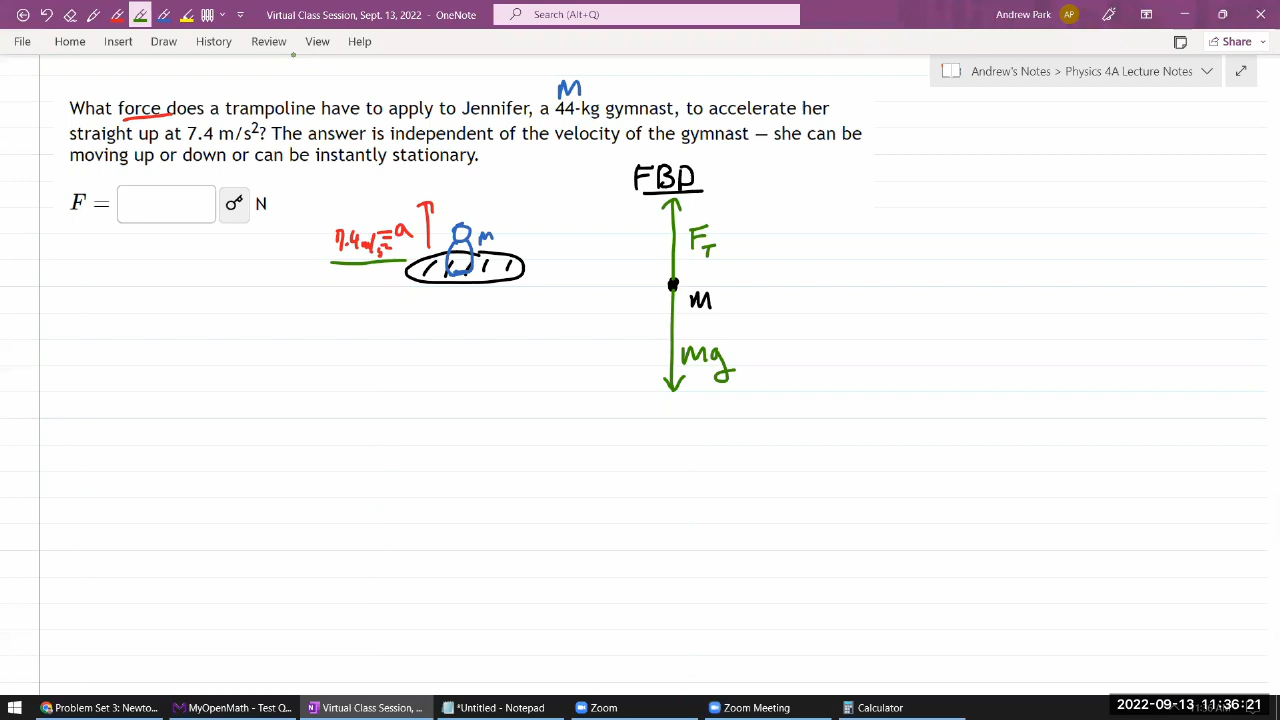 Virtual Class Session, Sept. 13, 2022 - OneNote
Search (Alt+Q)
Andrew Park
AP
File Home Insert Draw History Review View Help
Share
Andrew's Notes > Physics 4A Lecture Notes
M
What force does a trampoline have to apply to Jennifer, a 44-kg gymnast, to accelerate her
straight up at 7.4 m/s²? The answer is independent of the velocity of the gymnast — she can be
moving up or down or can be instantly stationary.
FBD
F = N
7.4 m/s² = a
M
F_T
M
Mg
Problem Set 3: Newto...
MyOpenMath - Test Q...
Virtual Class Session,...
*Untitled - Notepad
Zoom
Zoom Meeting
Calculator
2022-09-13 11:36:21